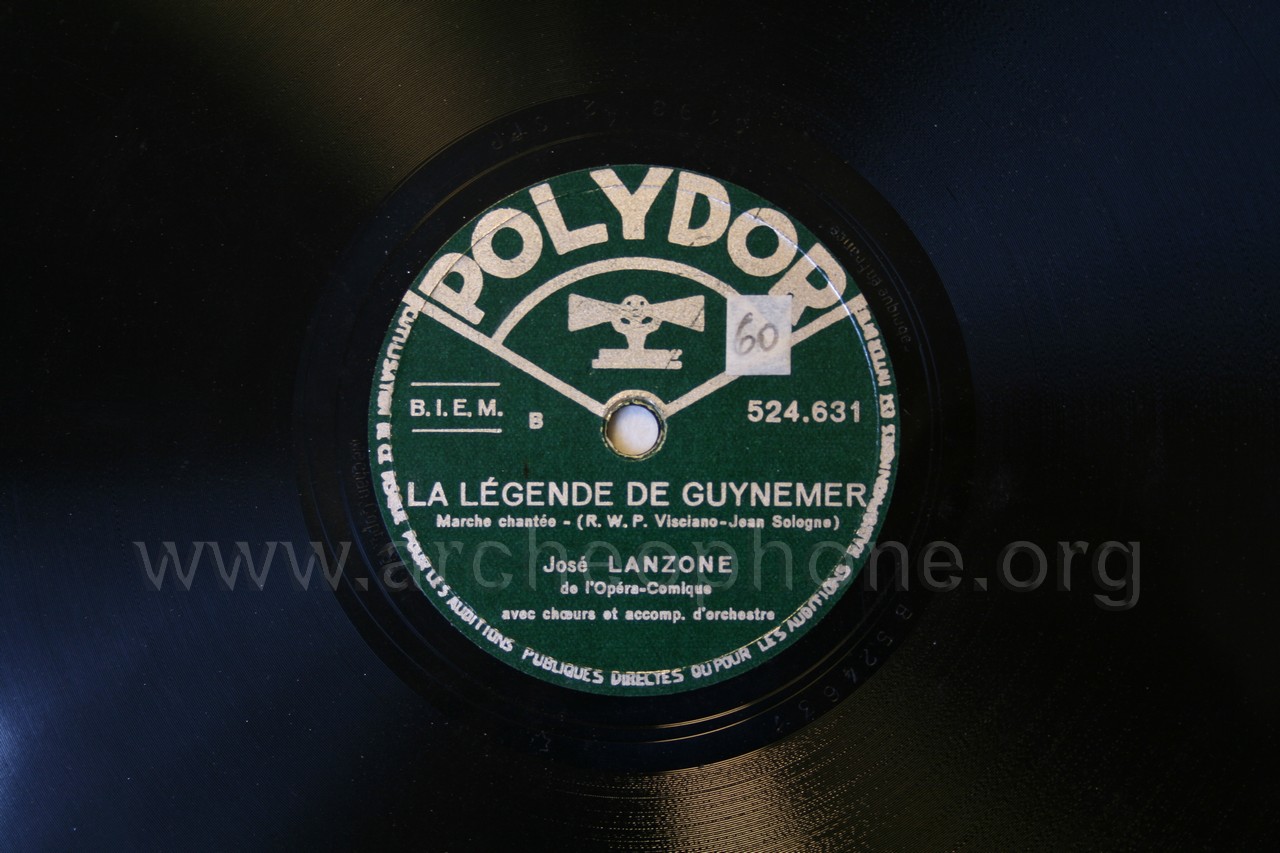 POLYDOR
60
B.I.E.M.
B
524.631
LA LÉGENDE DE GUYNEMER
Marche chantée - (R. W. P. Visciano-Jean Sologne)
José LANZONE
de l'Opéra-Comique
avec chœurs et accomp. d'orchestre
POUR LES AUDITIONS PUBLIQUES DIRECTES OU POUR LES AUDITIONS
B 524631
www.archeophone.org